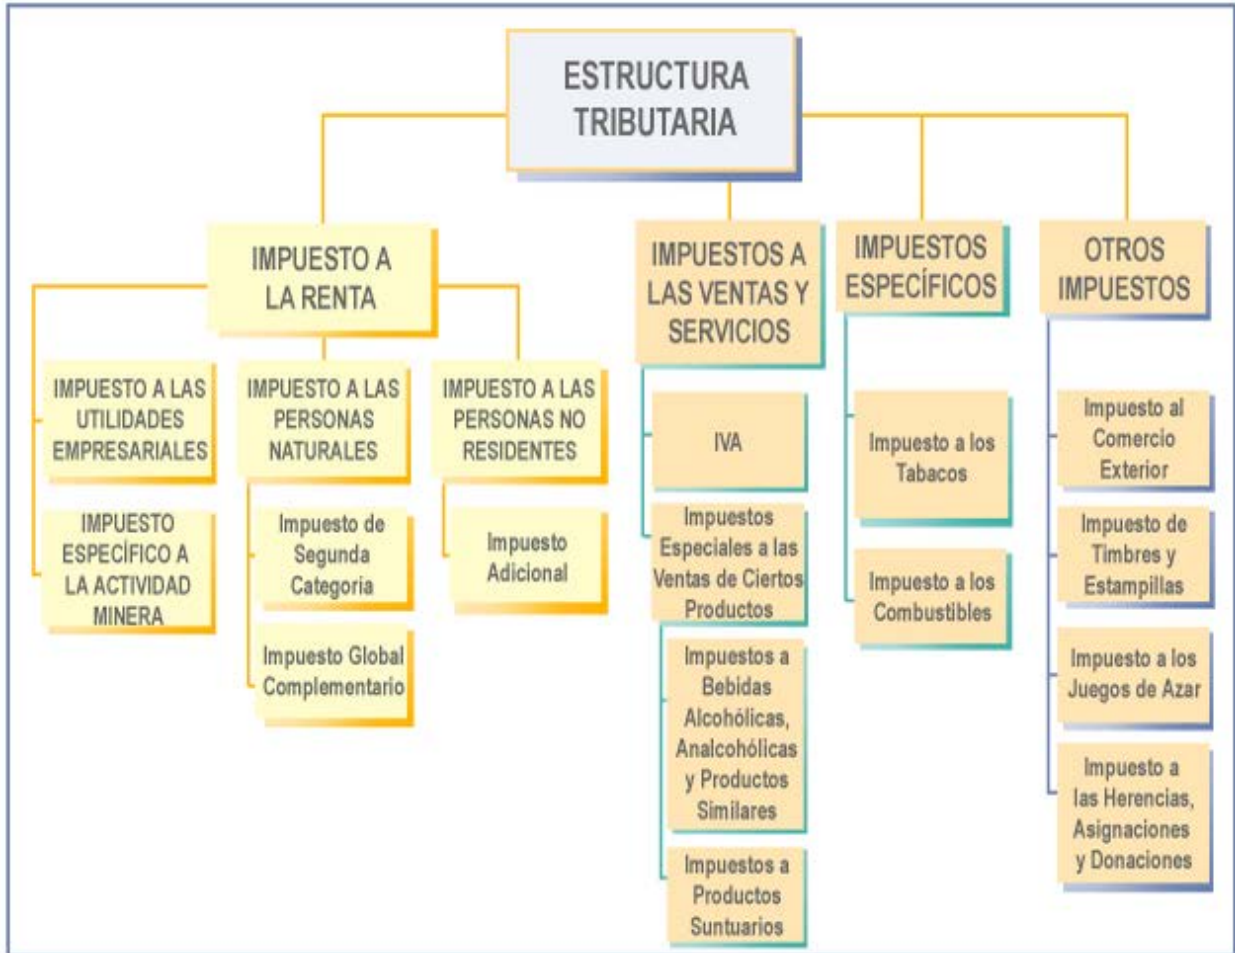 ESTRUCTURA
TRIBUTARIA
IMPUESTO A
LA RENTA
IMPUESTO A LAS
UTILIDADES
EMPRESARIALES
IMPUESTO
ESPECÍFICO A
LA ACTIVIDAD
MINERA
IMPUESTO A LAS
PERSONAS
NATURALES
Impuesto de
Segunda
Categoria
Impuesto Global
Complementario
IMPUESTO A LAS
PERSONAS NO
RESIDENTES
Impuesto
Adicional
IMPUESTOS A
LAS VENTAS Y
SERVICIOS
IVA
Impuestos
Especiales a las
Ventas de Ciertos
Productos
Impuestos a
Bebidas
Alcohólicas,
Analcohólicas
y Productos
Similares
Impuestos a
Productos
Suntuarios
IMPUESTOS
ESPECÍFICOS
Impuesto a los
Tabacos
Impuesto a los
Combustibles
OTROS
IMPUESTOS
Impuesto al
Comercio
Exterior
Impuesto de
Timbres y
Estampillas
Impuesto a los
Juegos de Azar
Impuesto a
las Herencias,
Asignaciones
y Donaciones